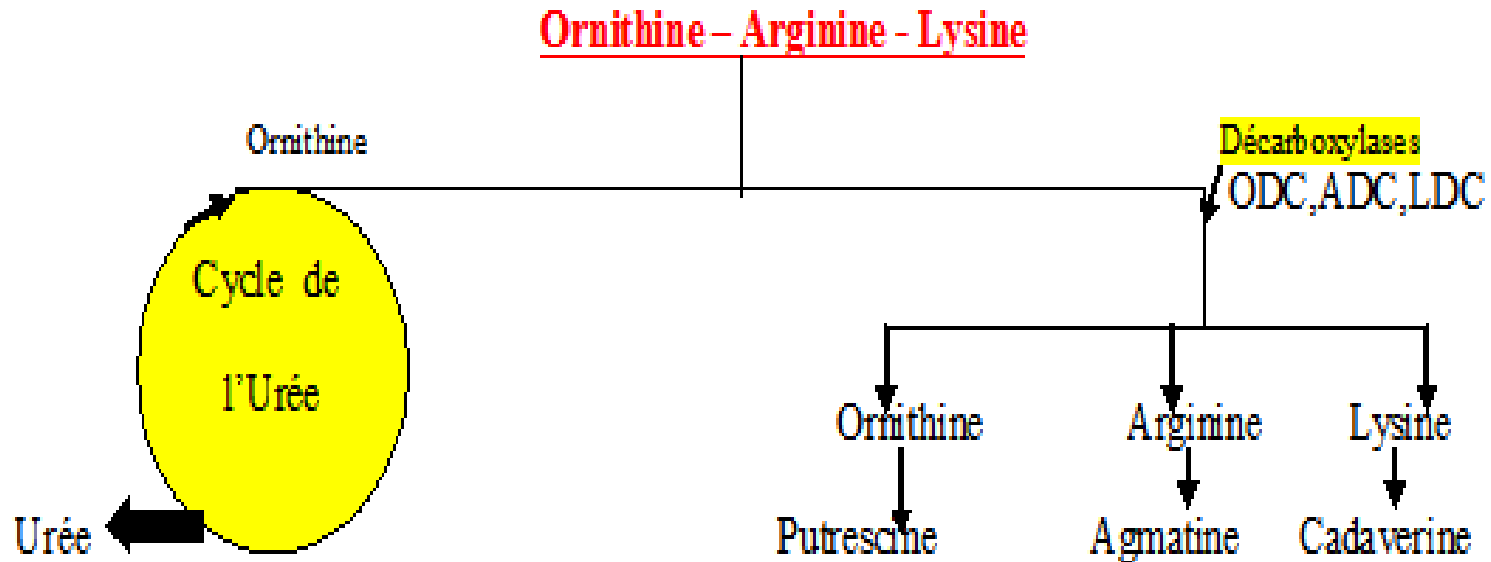 Ornithine – Arginine - Lysine
Ornithine
Décarboxylases
ODC,ADC,LDC
Cycle de
l'Urée
Ornithine
Arginine
Lysine
Urée
Putrescine
Agmatine
Cadaverine